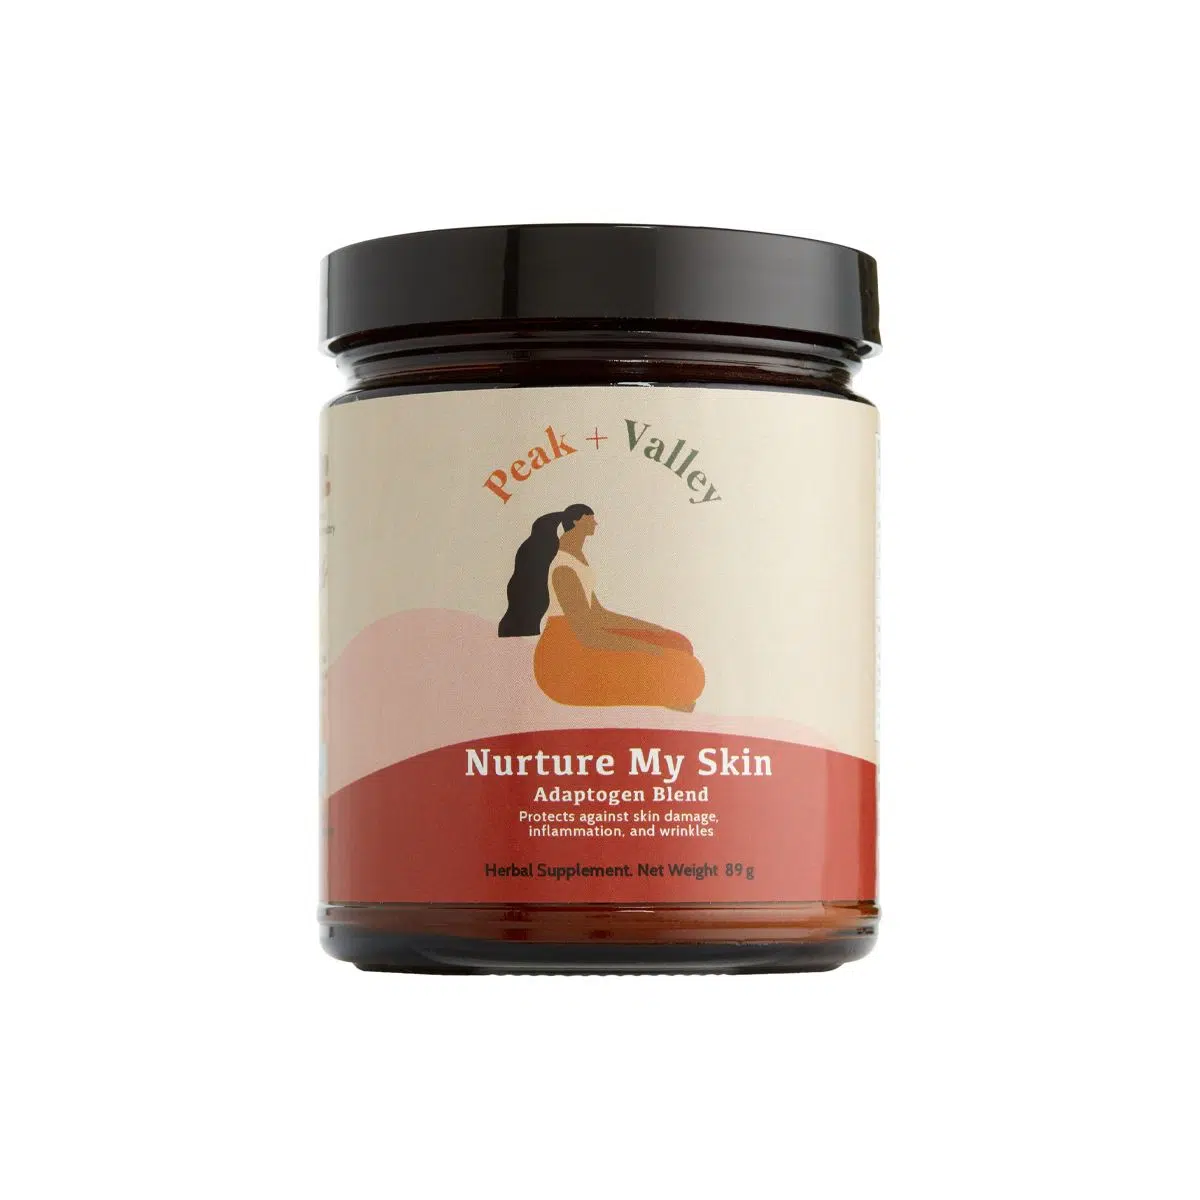 Peak + Valley
Nurture My Skin
Adaptogen Blend
Protects against skin damage,
inflammation, and wrinkles
Herbal Supplement. Net Weight 89 g